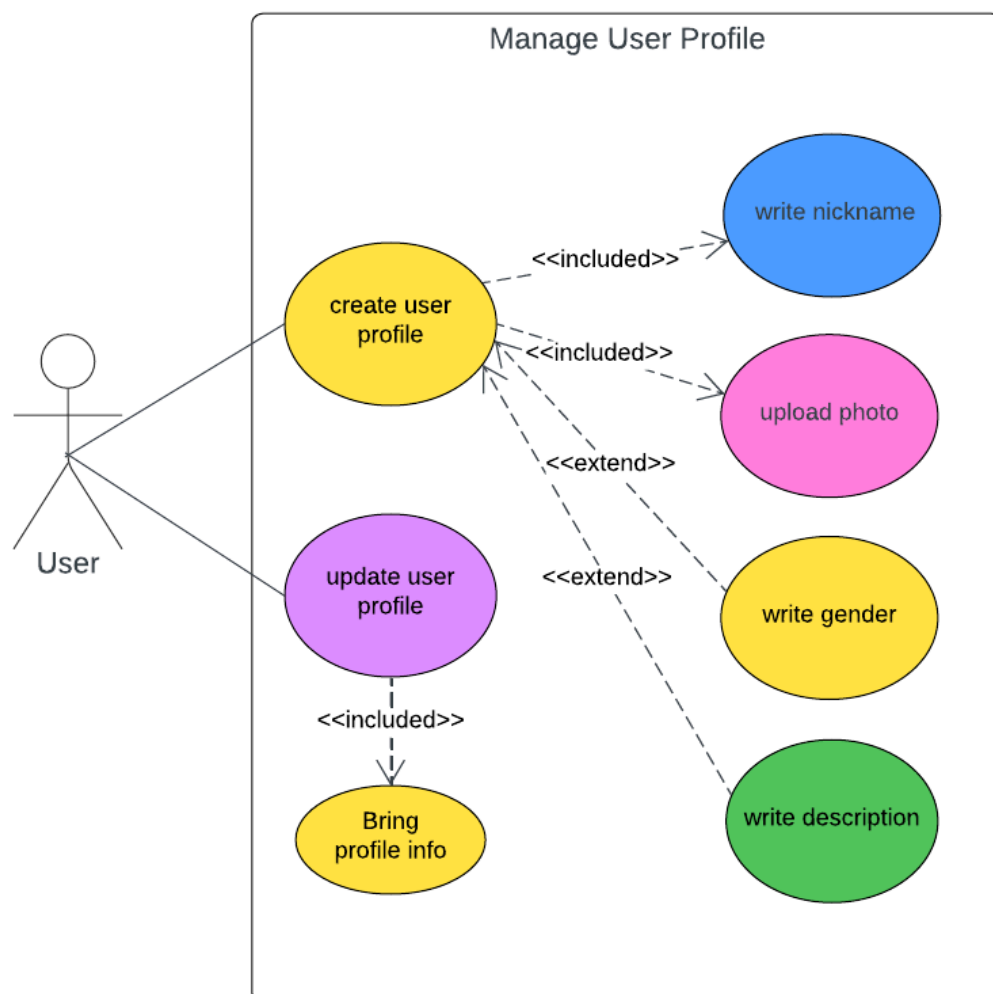 Manage User Profile
write nickname
<<included>>
create user
profile
<<included>>
upload photo
<<extend>>
User
update user
profile
<<extend>>
write gender
<<included>>
Bring
profile info
write description